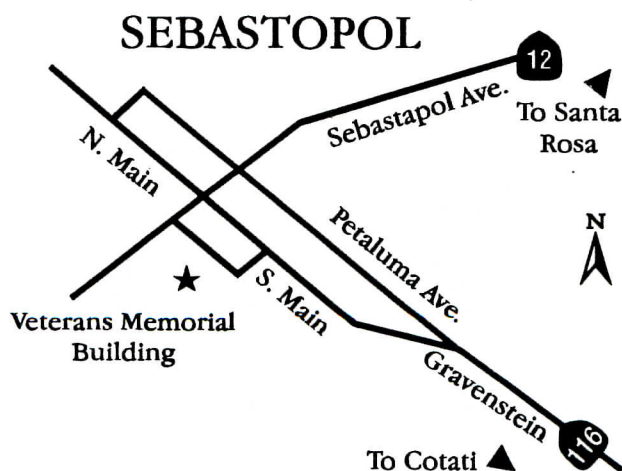 SEBASTOPOL
12
Sebastapol Ave.
To Santa
Rosa
N. Main
N
Petaluma Ave.
S. Main
Veterans Memorial
Building
Gravenstein
116
To Cotati